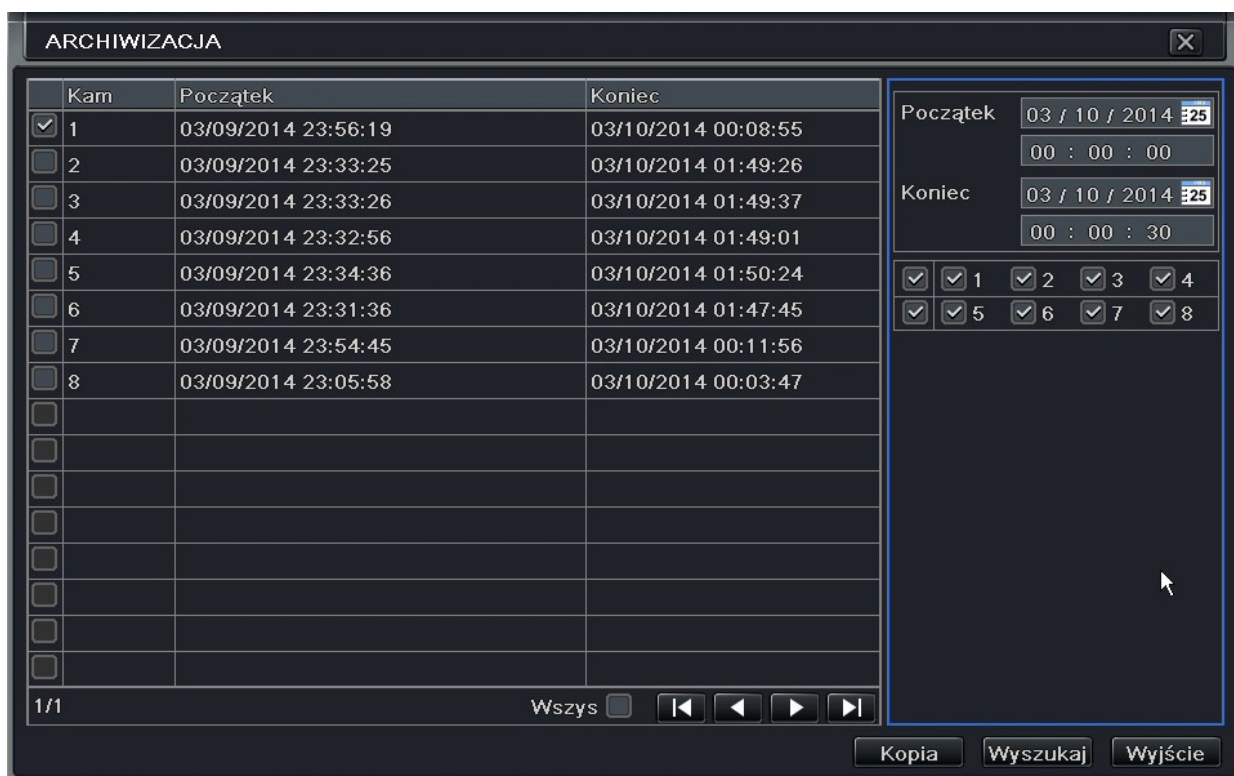 ARCHIWIZACJA
Kam Początek Koniec
1 03/09/2014 23:56:19 03/10/2014 00:08:55
2 03/09/2014 23:33:25 03/10/2014 01:49:26
3 03/09/2014 23:33:26 03/10/2014 01:49:37
4 03/09/2014 23:32:56 03/10/2014 01:49:01
5 03/09/2014 23:34:36 03/10/2014 01:50:24
6 03/09/2014 23:31:36 03/10/2014 01:47:45
7 03/09/2014 23:54:45 03/10/2014 00:11:56
8 03/09/2014 23:05:58 03/10/2014 00:03:47
1/1 Wszys
Początek 03 / 10 / 2014 25
00 : 00 : 00
Koniec 03 / 10 / 2014 25
00 : 00 : 30
1 2 3 4
5 6 7 8
Kopia Wyszukaj Wyjście